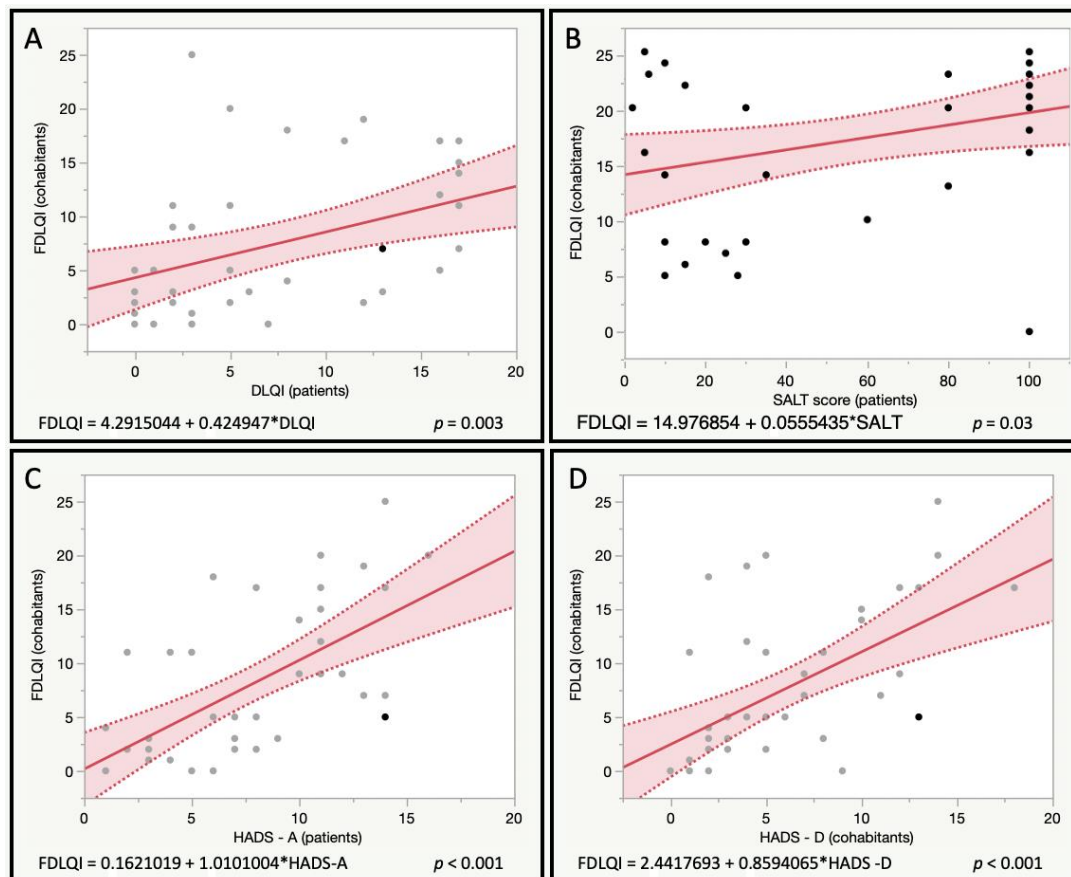 A
25
20
15
10
5
0
FDLQI (cohabitants)
0 5 10 15 20
DLQI (patients)
FDLQI = 4.2915044 + 0.424947*DLQI p = 0.003
B
25
20
15
10
5
0
FDLQI (cohabitants)
0 20 40 60 80 100
SALT score (patients)
FDLQI = 14.976854 + 0.0555435*SALT p = 0.03
C
25
20
15
10
5
0
FDLQI (cohabitants)
0 5 10 15 20
HADS - A (patients)
FDLQI = 0.1621019 + 1.0101004*HADS-A p < 0.001
D
25
20
15
10
5
0
FDLQI (cohabitants)
0 5 10 15 20
HADS - D (cohabitants)
FDLQI = 2.4417693 + 0.8594065*HADS -D p < 0.001